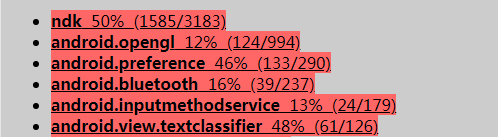 ndk 50% (1585/3183)
android.opengl 12% (124/994)
android.preference 46% (133/290)
android.bluetooth 16% (39/237)
android.inputmethodservice 13% (24/179)
android.view.textclassifier 48% (61/126)